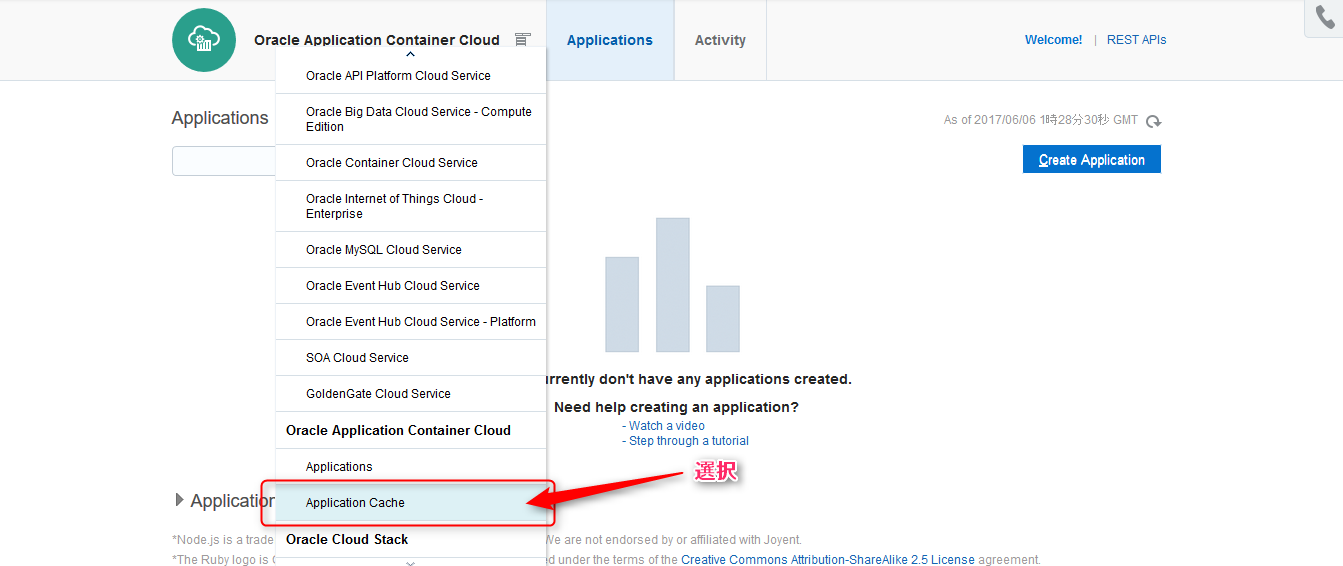 Oracle Application Container Cloud
Applications
Activity
Welcome!
|
REST APIs
Oracle API Platform Cloud Service
Oracle Big Data Cloud Service - Compute
Edition
Oracle Container Cloud Service
Oracle Internet of Things Cloud -
Enterprise
Oracle MySQL Cloud Service
Oracle Event Hub Cloud Service
Oracle Event Hub Cloud Service - Platform
SOA Cloud Service
GoldenGate Cloud Service
Oracle Application Container Cloud
Applications
Application Cache
Oracle Cloud Stack
Applications
As of 2017/06/06 1時28分30秒 GMT
Create Application
urrently don't have any applications created.
Need help creating an application?
- Watch a video
- Step through a tutorial
選択
Application
*Node.js is a trade
We are not endorsed by or affiliated with Joyent.
*The Ruby logo is
d under the terms of the Creative Commons Attribution-ShareAlike 2.5 License agreement.